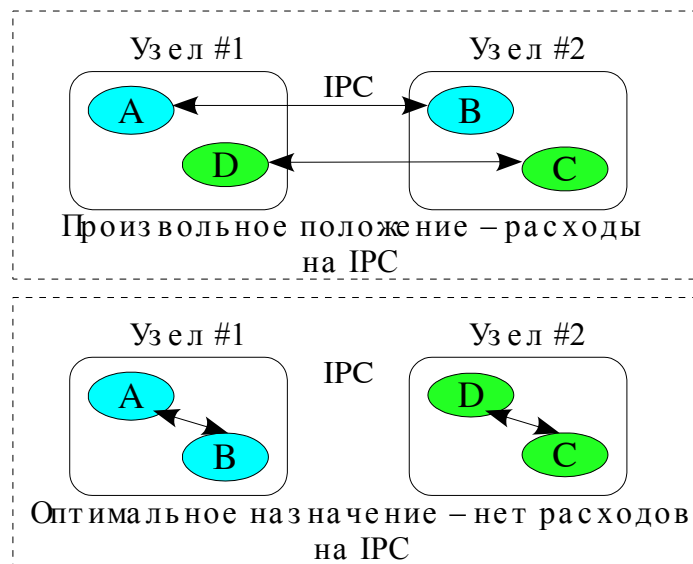 Узел #1 Узел #2
IPC
A B
D C
Произвольное положение – расходы
на IPC
Узел #1 Узел #2
IPC
A D
B C
Оптимальное назначение – нет расходов
на IPC